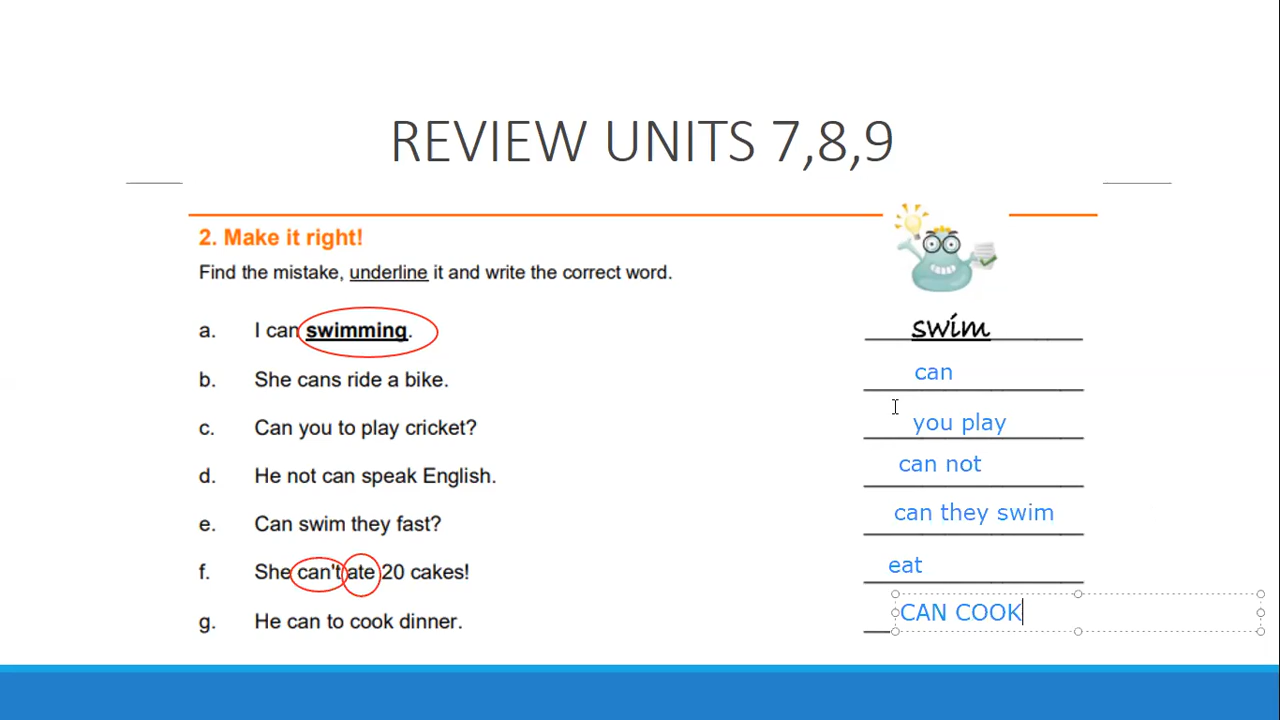 REVIEW UNITS 7,8,9
2. Make it right!
Find the mistake, underline it and write the correct word.
a. I can swimming. swim
b. She cans ride a bike. can
c. Can you to play cricket? you play
d. He not can speak English. can not
e. Can swim they fast? can they swim
f. She can't ate 20 cakes! eat
g. He can to cook dinner. CAN COOK